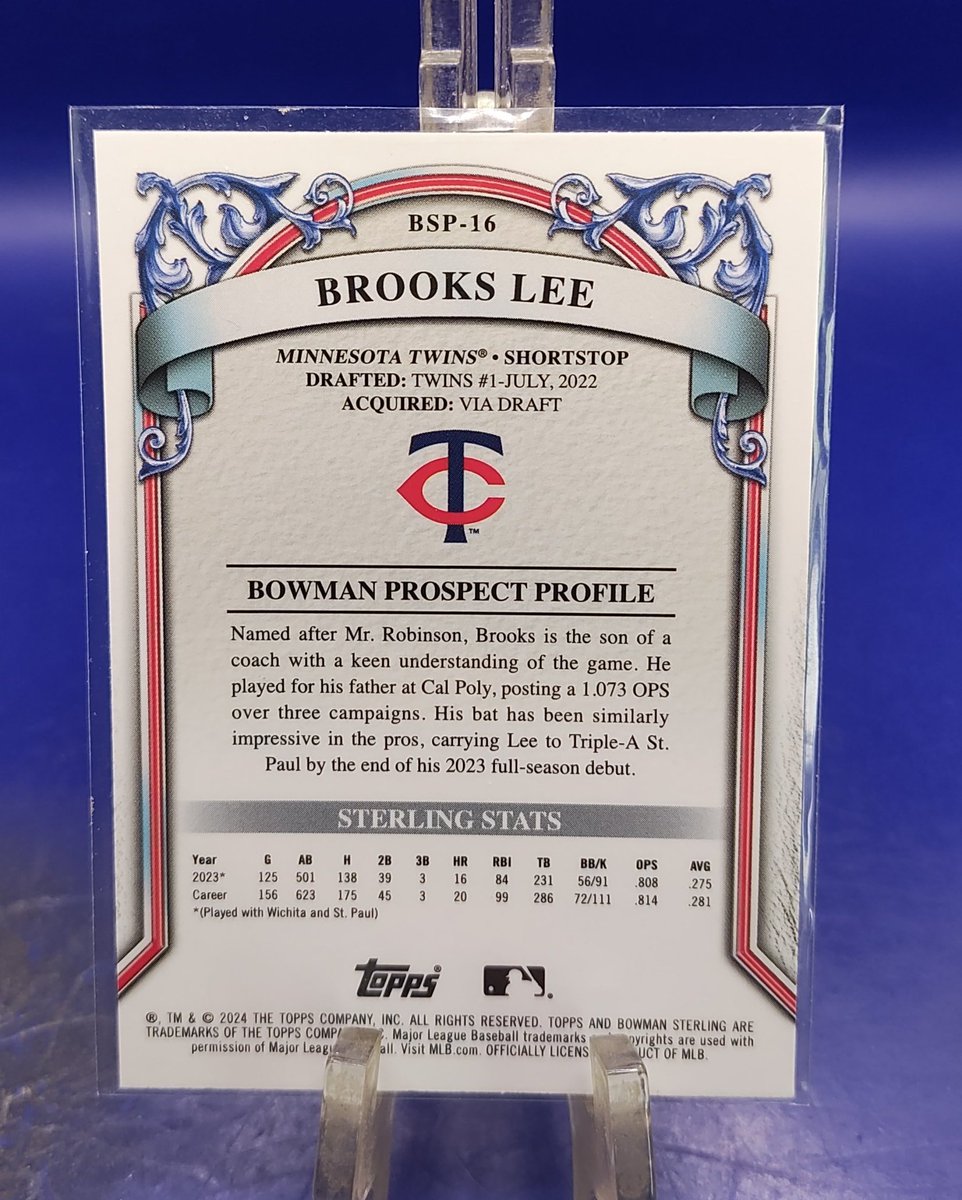 BSP-16
BROOKS LEE
MINNESOTA TWINS® • SHORTSTOP
DRAFTED: TWINS #1-JULY, 2022
ACQUIRED: VIA DRAFT
TC
™
BOWMAN PROSPECT PROFILE
Named after Mr. Robinson, Brooks is the son of a
coach with a keen understanding of the game. He
played for his father at Cal Poly, posting a 1.073 OPS
over three campaigns. His bat has been similarly
impressive in the pros, carrying Lee to Triple-A St.
Paul by the end of his 2023 full-season debut.
STERLING STATS
Year G AB H 2B 3B HR RBI TB BB/K OPS AVG
2023* 125 501 138 39 3 16 84 231 56/91 .808 .275
Career 156 623 175 45 3 20 99 286 72/111 .814 .281
*(Played with Wichita and St. Paul)
topps®
®, TM & © 2024 THE TOPPS COMPANY, INC. ALL RIGHTS RESERVED. TOPPS AND BOWMAN STERLING ARE
TRADEMARKS OF THE TOPPS Major League Baseball trademarks are used with
permission of Major Visit MLB.com. OFFICIALLY OF MLB.